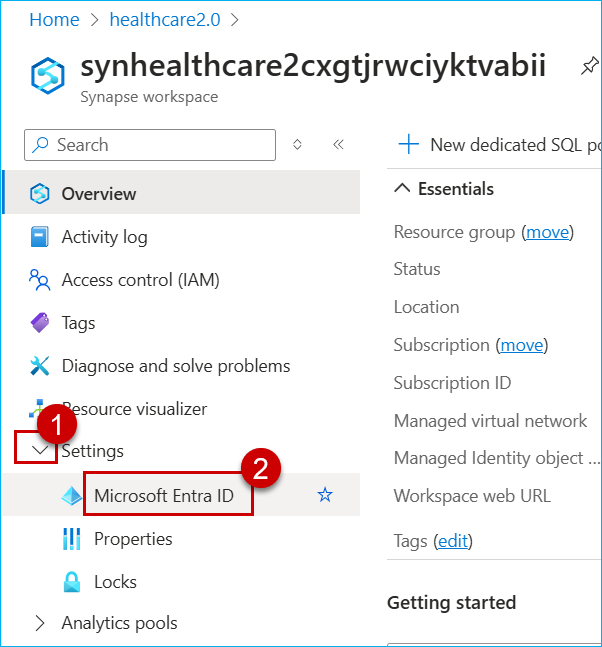 Home > healthcare2.0 >
synhealthcare2cxgtjrwciyktvabii
Synapse workspace
Search
New dedicated SQL po
Overview
Essentials
Activity log
Resource group (move)
Access control (IAM)
Status
Location
Tags
Subscription (move)
Diagnose and solve problems
Subscription ID
Resource visualizer
Managed virtual network
1
Settings
Managed Identity object ...
2
Microsoft Entra ID
Workspace web URL
Properties
Tags (edit)
Locks
Getting started
Analytics pools